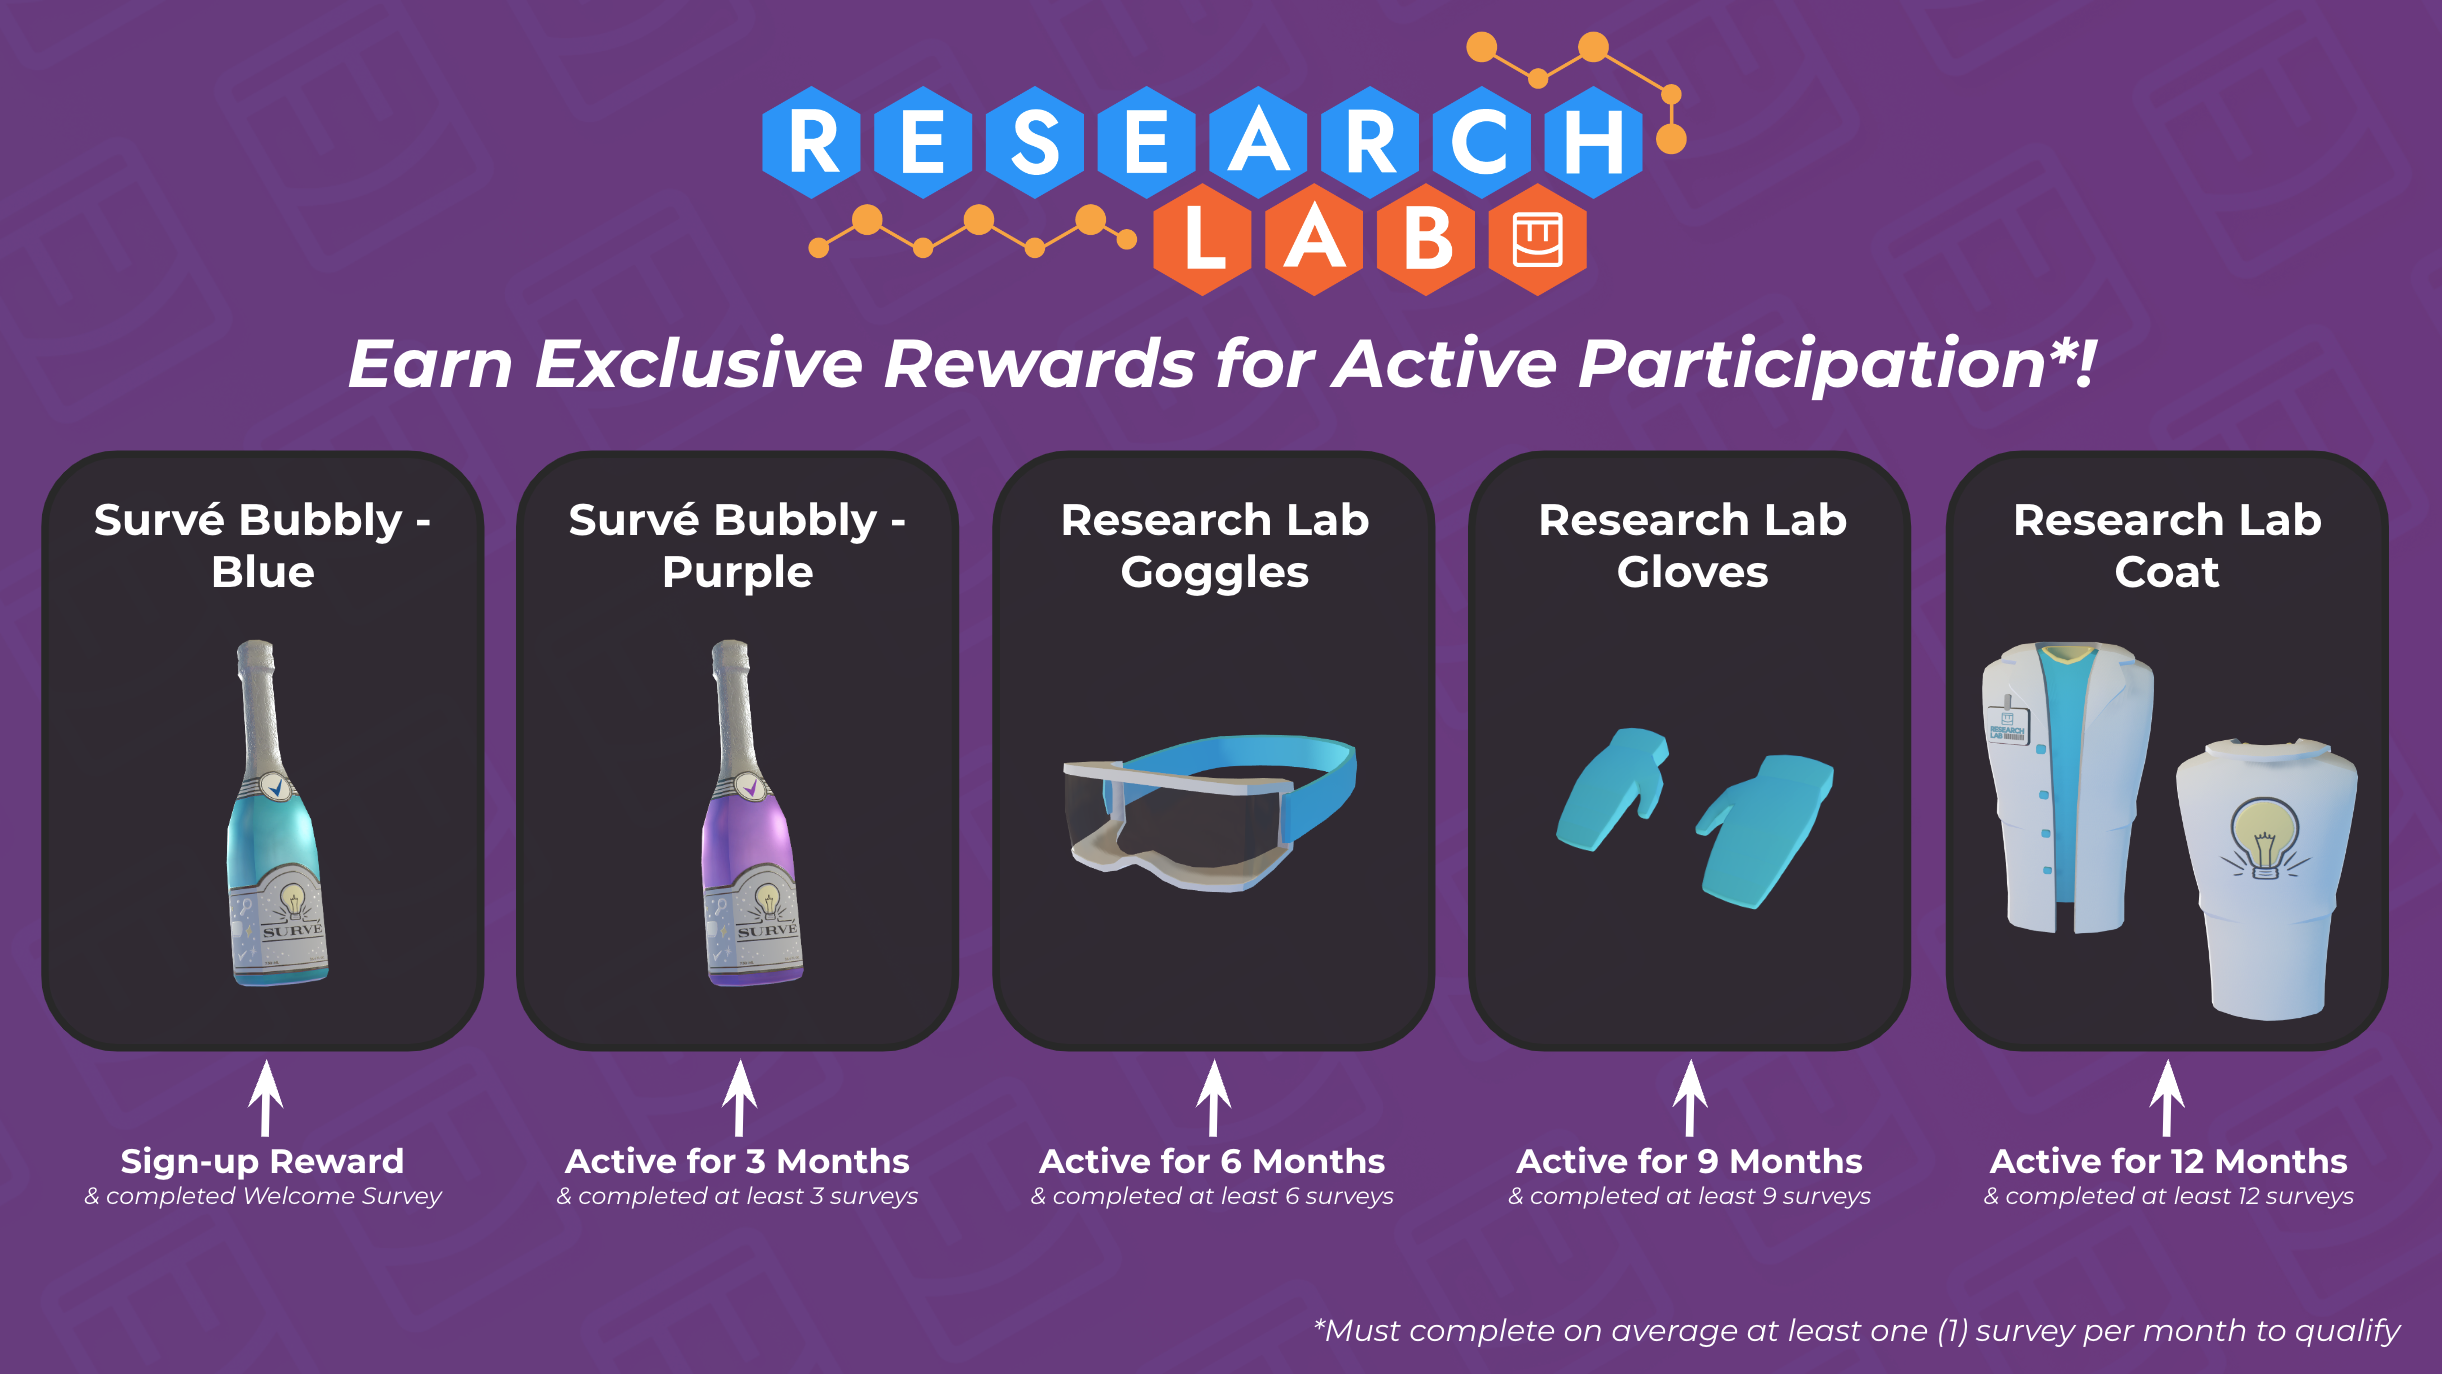 RESEARCH
LAB
Earn Exclusive Rewards for Active Participation*!
Survé Bubbly -
Blue
SURVÉ
Sign-up Reward
& completed Welcome Survey
Survé Bubbly -
Purple
SURVÉ
Active for 3 Months
& completed at least 3 surveys
Research Lab
Goggles
Active for 6 Months
& completed at least 6 surveys
Research Lab
Gloves
Active for 9 Months
& completed at least 9 surveys
Research Lab
Coat
RESEARCH
LAB
Active for 12 Months
& completed at least 12 surveys
*Must complete on average at least one (1) survey per month to qualify